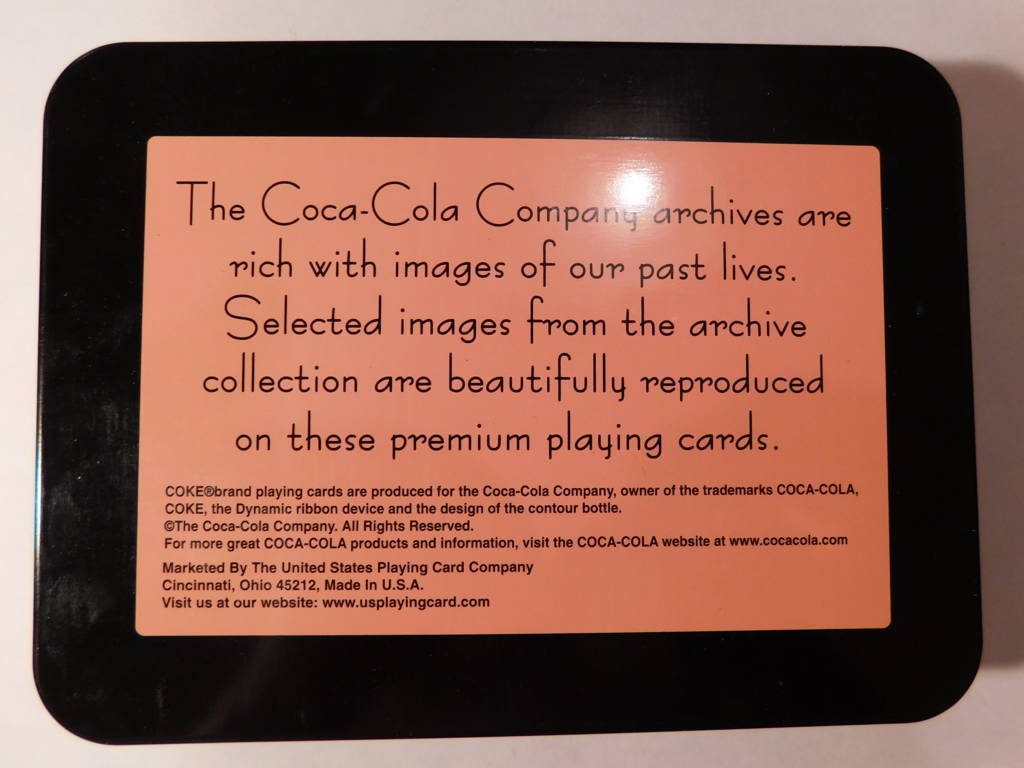 The Coca-Cola Company archives are
rich with images of our past lives.
Selected images from the archive
collection are beautifully reproduced
on these premium playing cards.
COKE®brand playing cards are produced for the Coca-Cola Company, owner of the trademarks COCA-COLA,
COKE, the Dynamic ribbon device and the design of the contour bottle.
©The Coca-Cola Company. All Rights Reserved.
For more great COCA-COLA products and information, visit the COCA-COLA website at www.cocacola.com
Marketed By The United States Playing Card Company
Cincinnati, Ohio 45212, Made In U.S.A.
Visit us at our website: www.usplayingcard.com